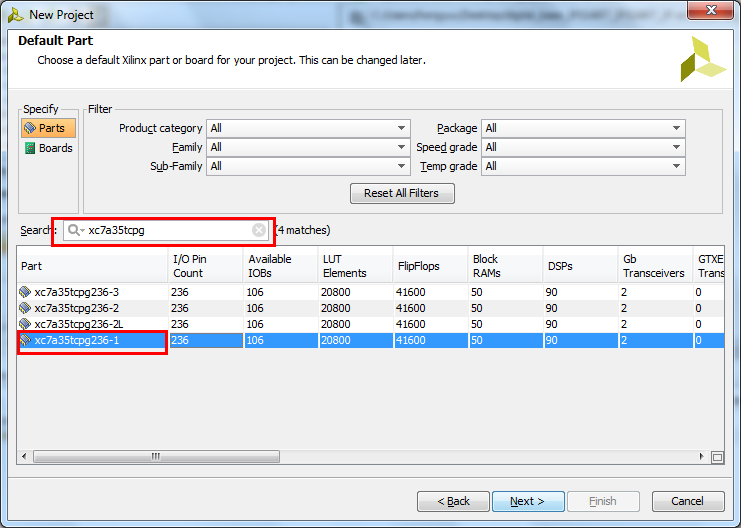 New Project
Default Part
Choose a default Xilinx part or board for your project. This can be changed later.
Specify
Parts
Boards
Filter
Product category All
Family All
Sub-Family All
Package All
Speed grade All
Temp grade All
Reset All Filters
Search: xc7a35tcpg (4 matches)
Part I/O Pin Count Available IOBs LUT Elements FlipFlops Block RAMs DSPs Gb Transceivers GTXE Trans
xc7a35tcpg236-3 236 106 20800 41600 50 90 2 0
xc7a35tcpg236-2 236 106 20800 41600 50 90 2 0
xc7a35tcpg236-2L 236 106 20800 41600 50 90 2 0
xc7a35tcpg236-1 236 106 20800 41600 50 90 2 0
< Back Next > Finish Cancel